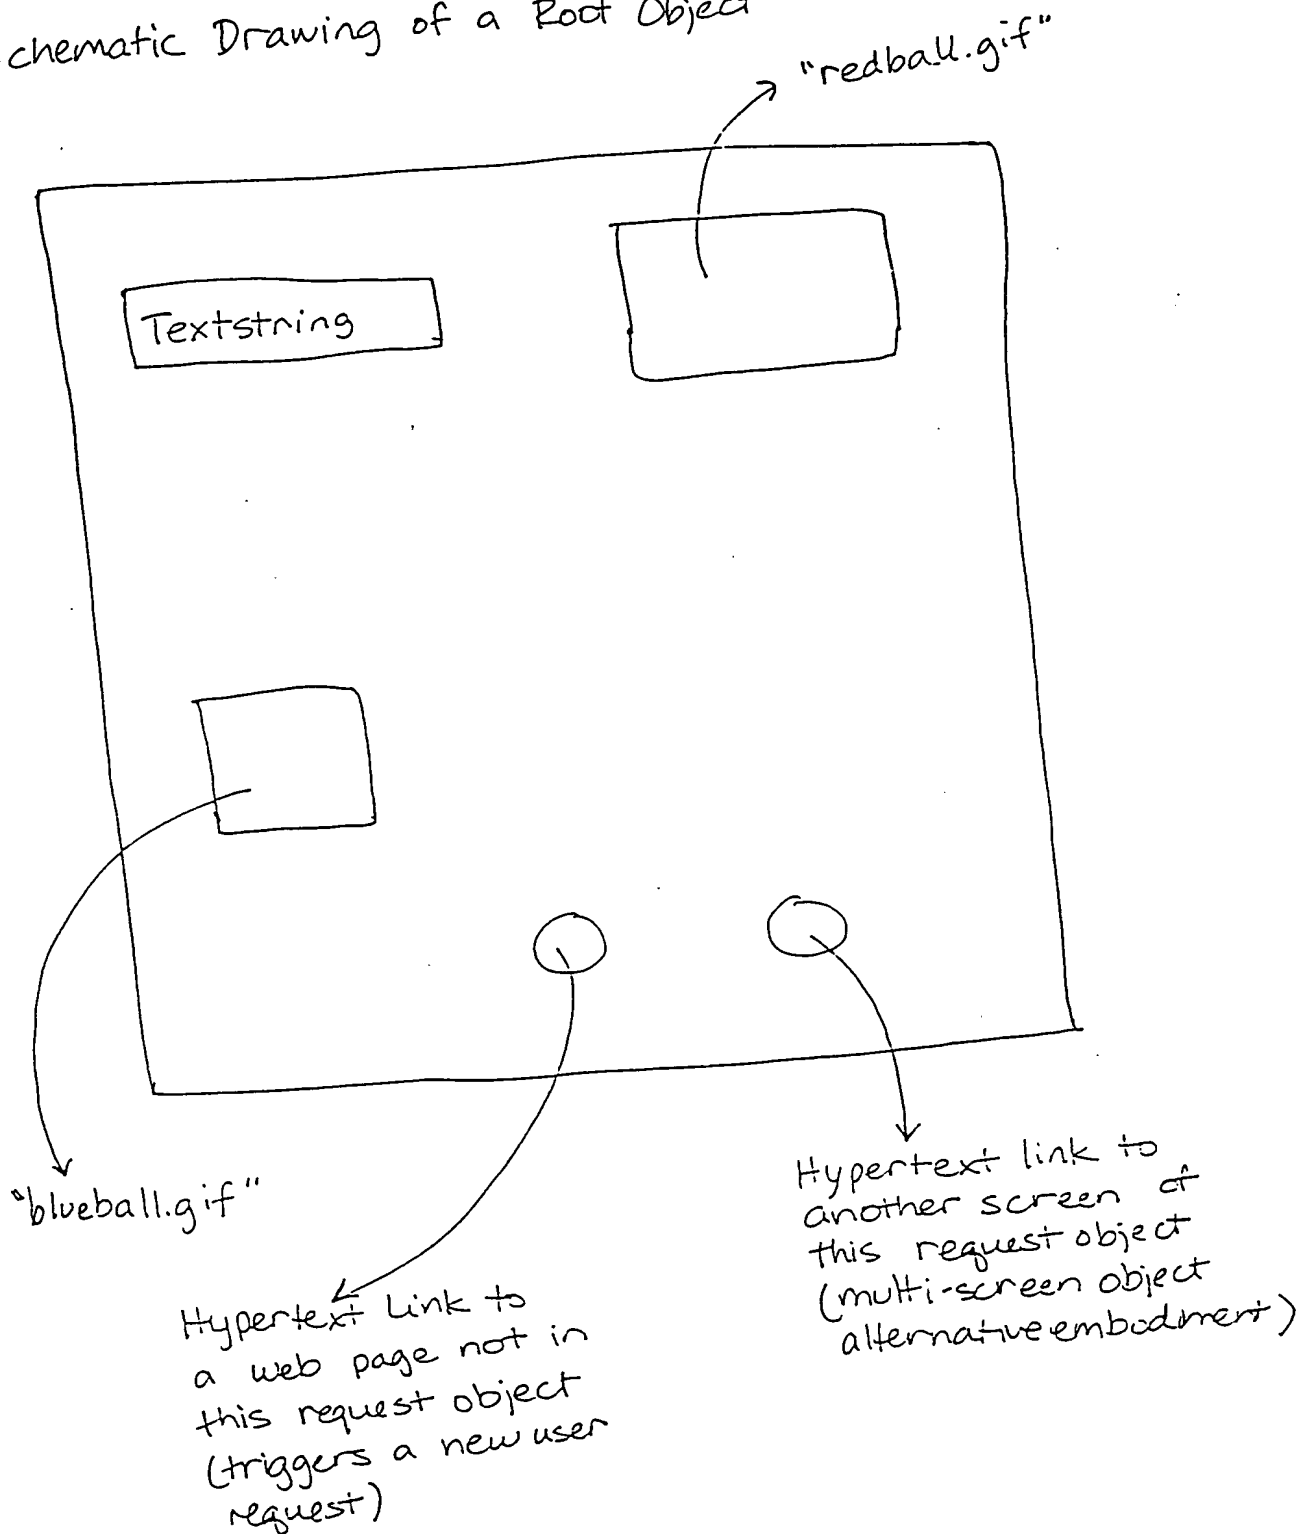 chematic Drawing of a Root Object
"redball.gif"
Textstring
"blueball.gif"
Hypertext Link to
a web page not in
this request object
(triggers a new user
request)
Hypertext link to
another screen of
this request object
(multi-screen object
alternative embodiment)